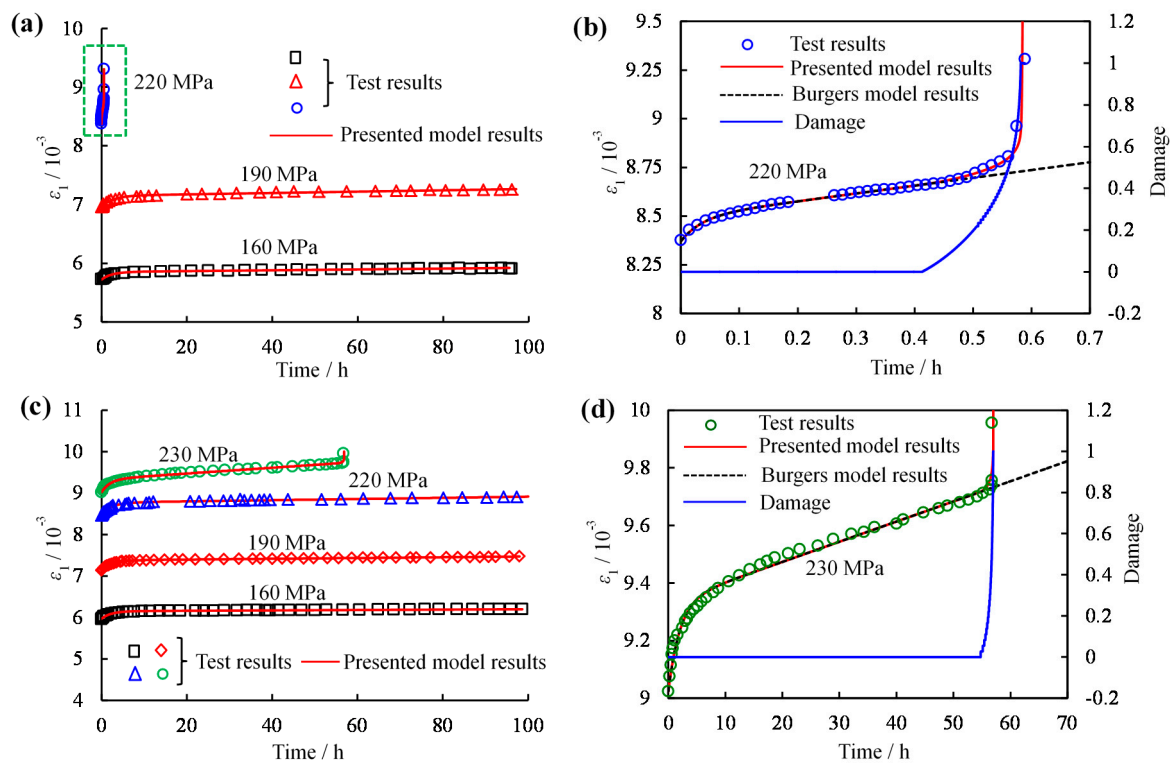 (a)
10
9
8
7
6
5
ε1 / 10-3
220 MPa
Test results
Presented model results
190 MPa
160 MPa
0 20 40 60 80 100
Time / h
(b)
9.5
9.25
9
8.75
8.5
8.25
8
ε1 / 10-3
Test results
Presented model results
Burgers model results
Damage
220 MPa
1.2
1
0.8
0.6
0.4
0.2
0
-0.2
Damage
0 0.1 0.2 0.3 0.4 0.5 0.6 0.7
Time / h
(c)
11
10
9
8
7
6
5
4
ε1 / 10-3
230 MPa
220 MPa
190 MPa
160 MPa
Test results Presented model results
0 20 40 60 80 100
Time / h
(d)
10
9.8
9.6
9.4
9.2
9
ε1 / 10-3
Test results
Presented model results
Burgers model results
Damage
230 MPa
1.2
1
0.8
0.6
0.4
0.2
0
-0.2
Damage
0 10 20 30 40 50 60 70
Time / h